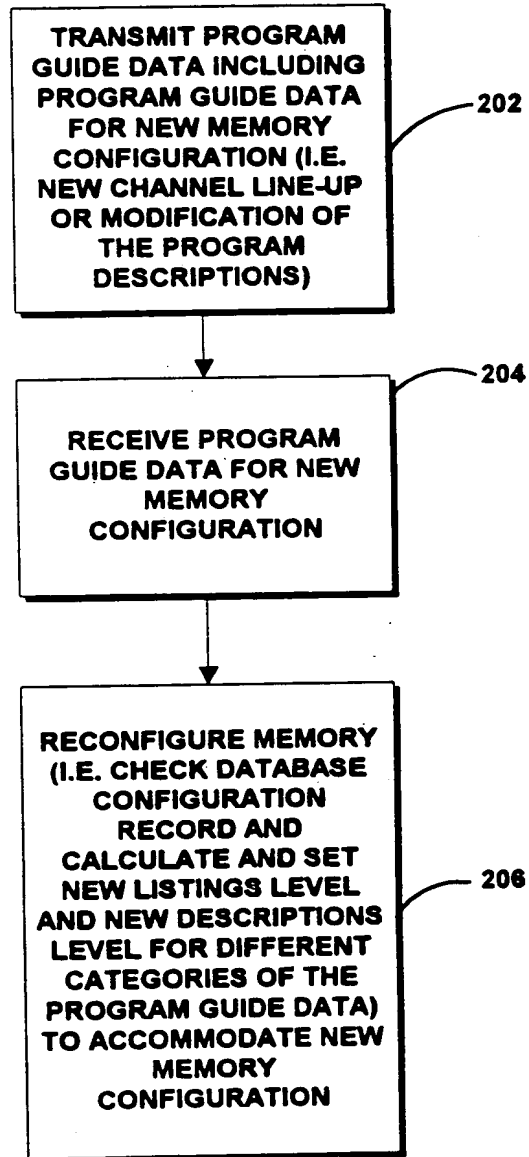 TRANSMIT PROGRAM
GUIDE DATA INCLUDING
PROGRAM GUIDE DATA
FOR NEW MEMORY
CONFIGURATION (I.E.
NEW CHANNEL LINE-UP
OR MODIFICATION OF
THE PROGRAM
DESCRIPTIONS)
202
204
RECEIVE PROGRAM
GUIDE DATA FOR NEW
MEMORY
CONFIGURATION
RECONFIGURE MEMORY
(I.E. CHECK DATABASE
CONFIGURATION
RECORD AND
CALCULATE AND SET
NEW LISTINGS LEVEL
AND NEW DESCRIPTIONS
LEVEL FOR DIFFERENT
CATEGORIES OF THE
PROGRAM GUIDE DATA)
TO ACCOMMODATE NEW
MEMORY
CONFIGURATION
206